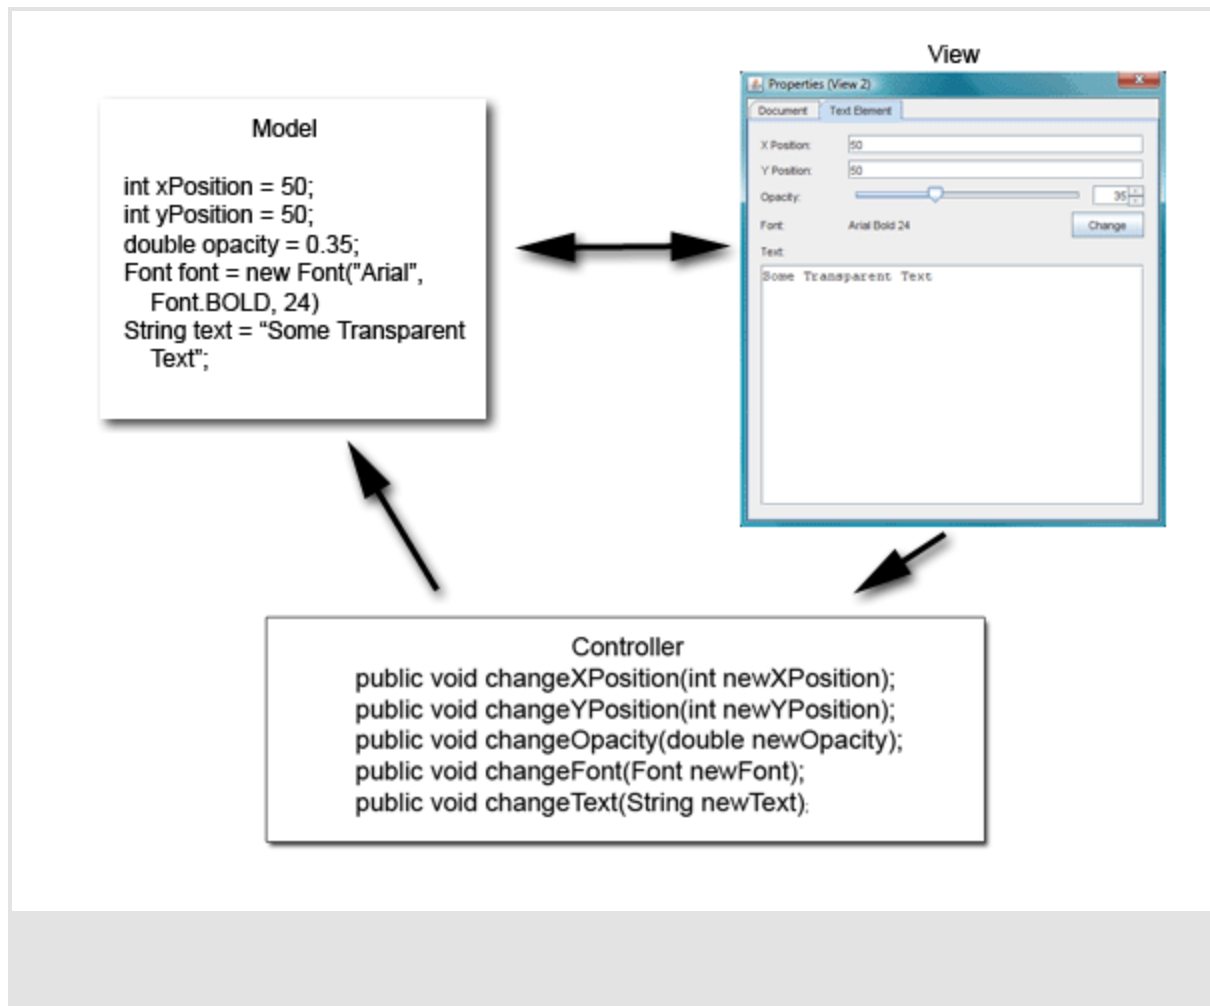 View
Properties (View 2)
Document Text Element
X Position: 50
Y Position: 50
Opacity: 35
Font: Arial Bold 24 Change
Text:
Some Transparent Text
Model
int xPosition = 50;
int yPosition = 50;
double opacity = 0.35;
Font font = new Font("Arial",
Font.BOLD, 24)
String text = “Some Transparent
Text”;
Controller
public void changeXPosition(int newXPosition);
public void changeYPosition(int newYPosition);
public void changeOpacity(double newOpacity);
public void changeFont(Font newFont);
public void changeText(String newText);